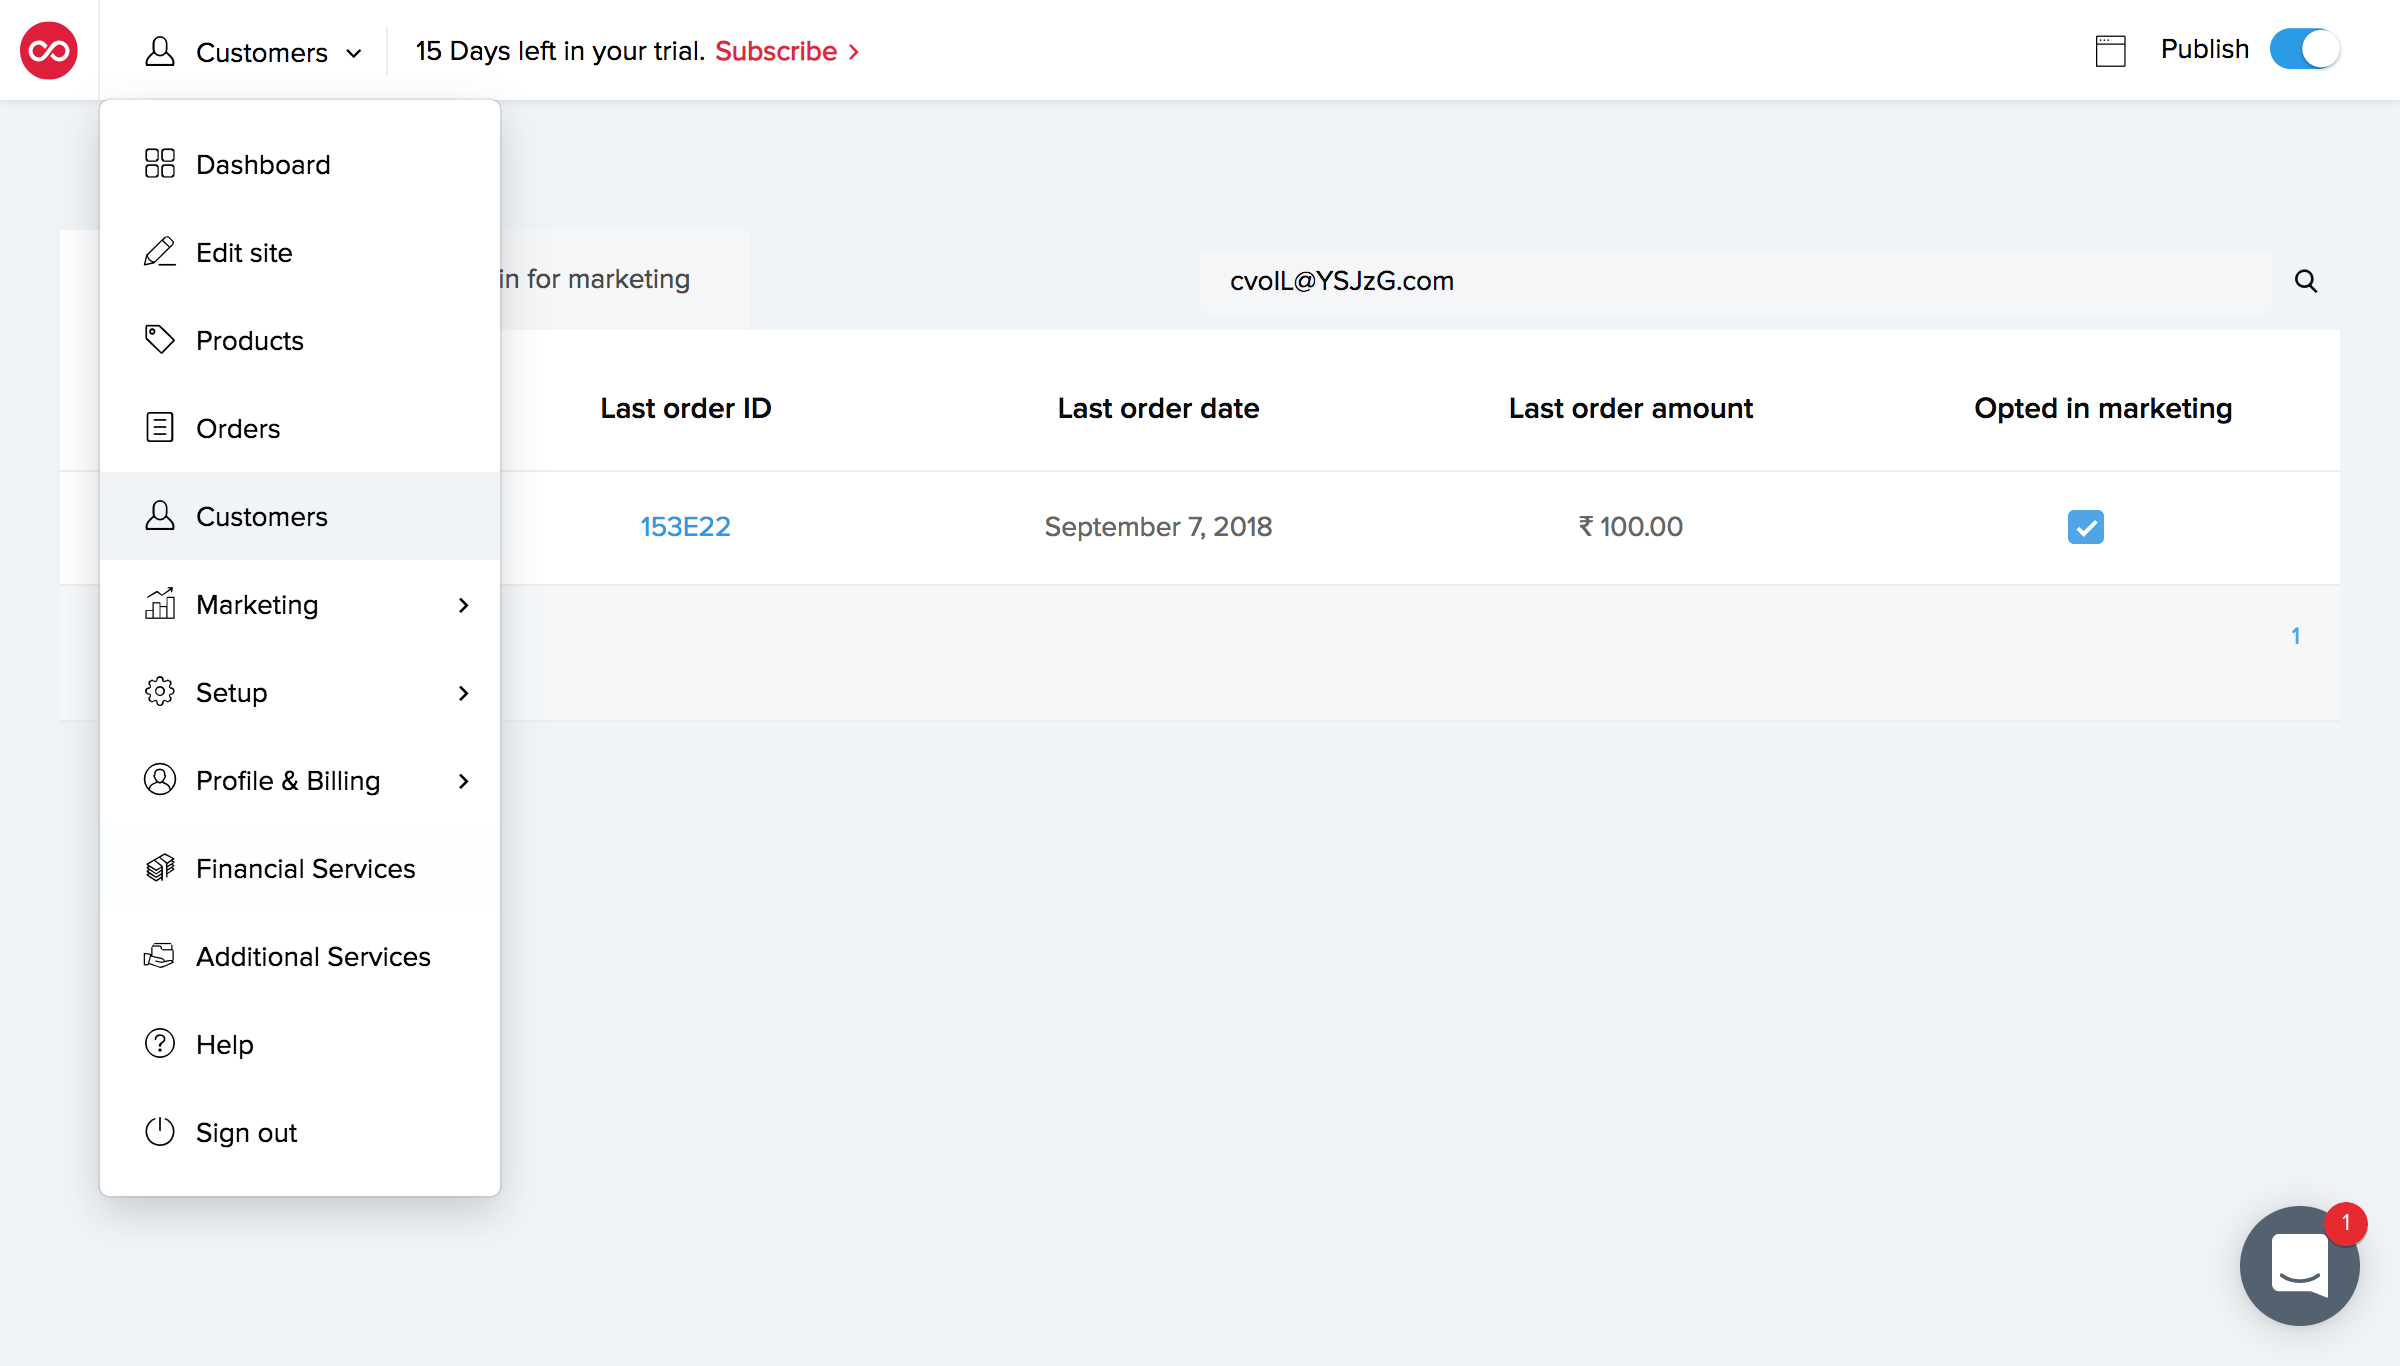 Customers
15 Days left in your trial. Subscribe
Publish
Dashboard
Edit site
Products
Orders
Customers
Marketing
Setup
Profile & Billing
Financial Services
Additional Services
Help
Sign out
in for marketing
cvolL@YSJzG.com
Last order ID
Last order date
Last order amount
Opted in marketing
153E22
September 7, 2018
₹ 100.00
1
1